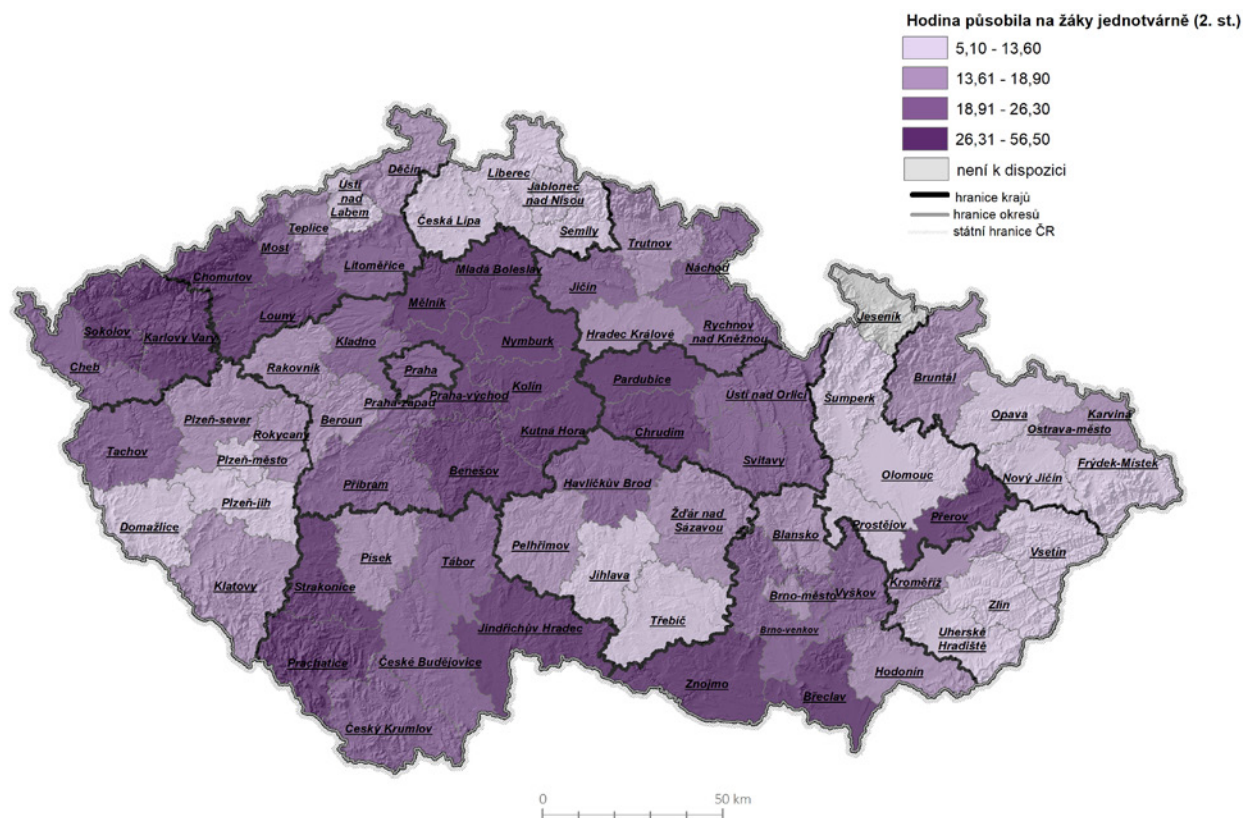 Hodina působila na žáky jednotvárně (2. st.)
5,10 - 13,60
13,61 - 18,90
18,91 - 26,30
26,31 - 56,50
není k dispozici
hranice krajů
hranice okresů
státní hranice ČR
Děčín
Ústí
nad
Labem
Liberec
Jablonec
nad Nisou
Teplice
Česká Lípa
Semily
Most
Trutnov
Litoměřice
Mladá Boleslav
Náchod
Chomutov
Jičín
Mělník
Jeseník
Louny
Sokolov
Karlovy Vary
Rychnov
nad Kněžnou
Hradec Králové
Kladno
Nymburk
Rakovník
Cheb
Praha
Bruntál
Pardubice
Kolín
Praha-východ
Ústí nad Orlicí
Šumperk
Praha-západ
Opava
Karviná
Plzeň-sever
Beroun
Ostrava-město
Rokycany
Kutná Hora
Chrudim
Tachov
Plzeň-město
Svitavy
Frýdek-Místek
Benešov
Olomouc
Nový Jičín
Příbram
Havlíčkův Brod
Plzeň-jih
Domažlice
Žďár nad
Sázavou
Přerov
Prostějov
Blansko
Pelhřimov
Vsetín
Písek
Tábor
Jihlava
Klatovy
Strakonice
Kroměříž
Brno-město
Vyškov
Zlín
Třebíč
Jindřichův Hradec
Brno-venkov
Uherské
Hradiště
Prachatice
České Budějovice
Hodonín
Znojmo
Břeclav
Český Krumlov
0
50 km